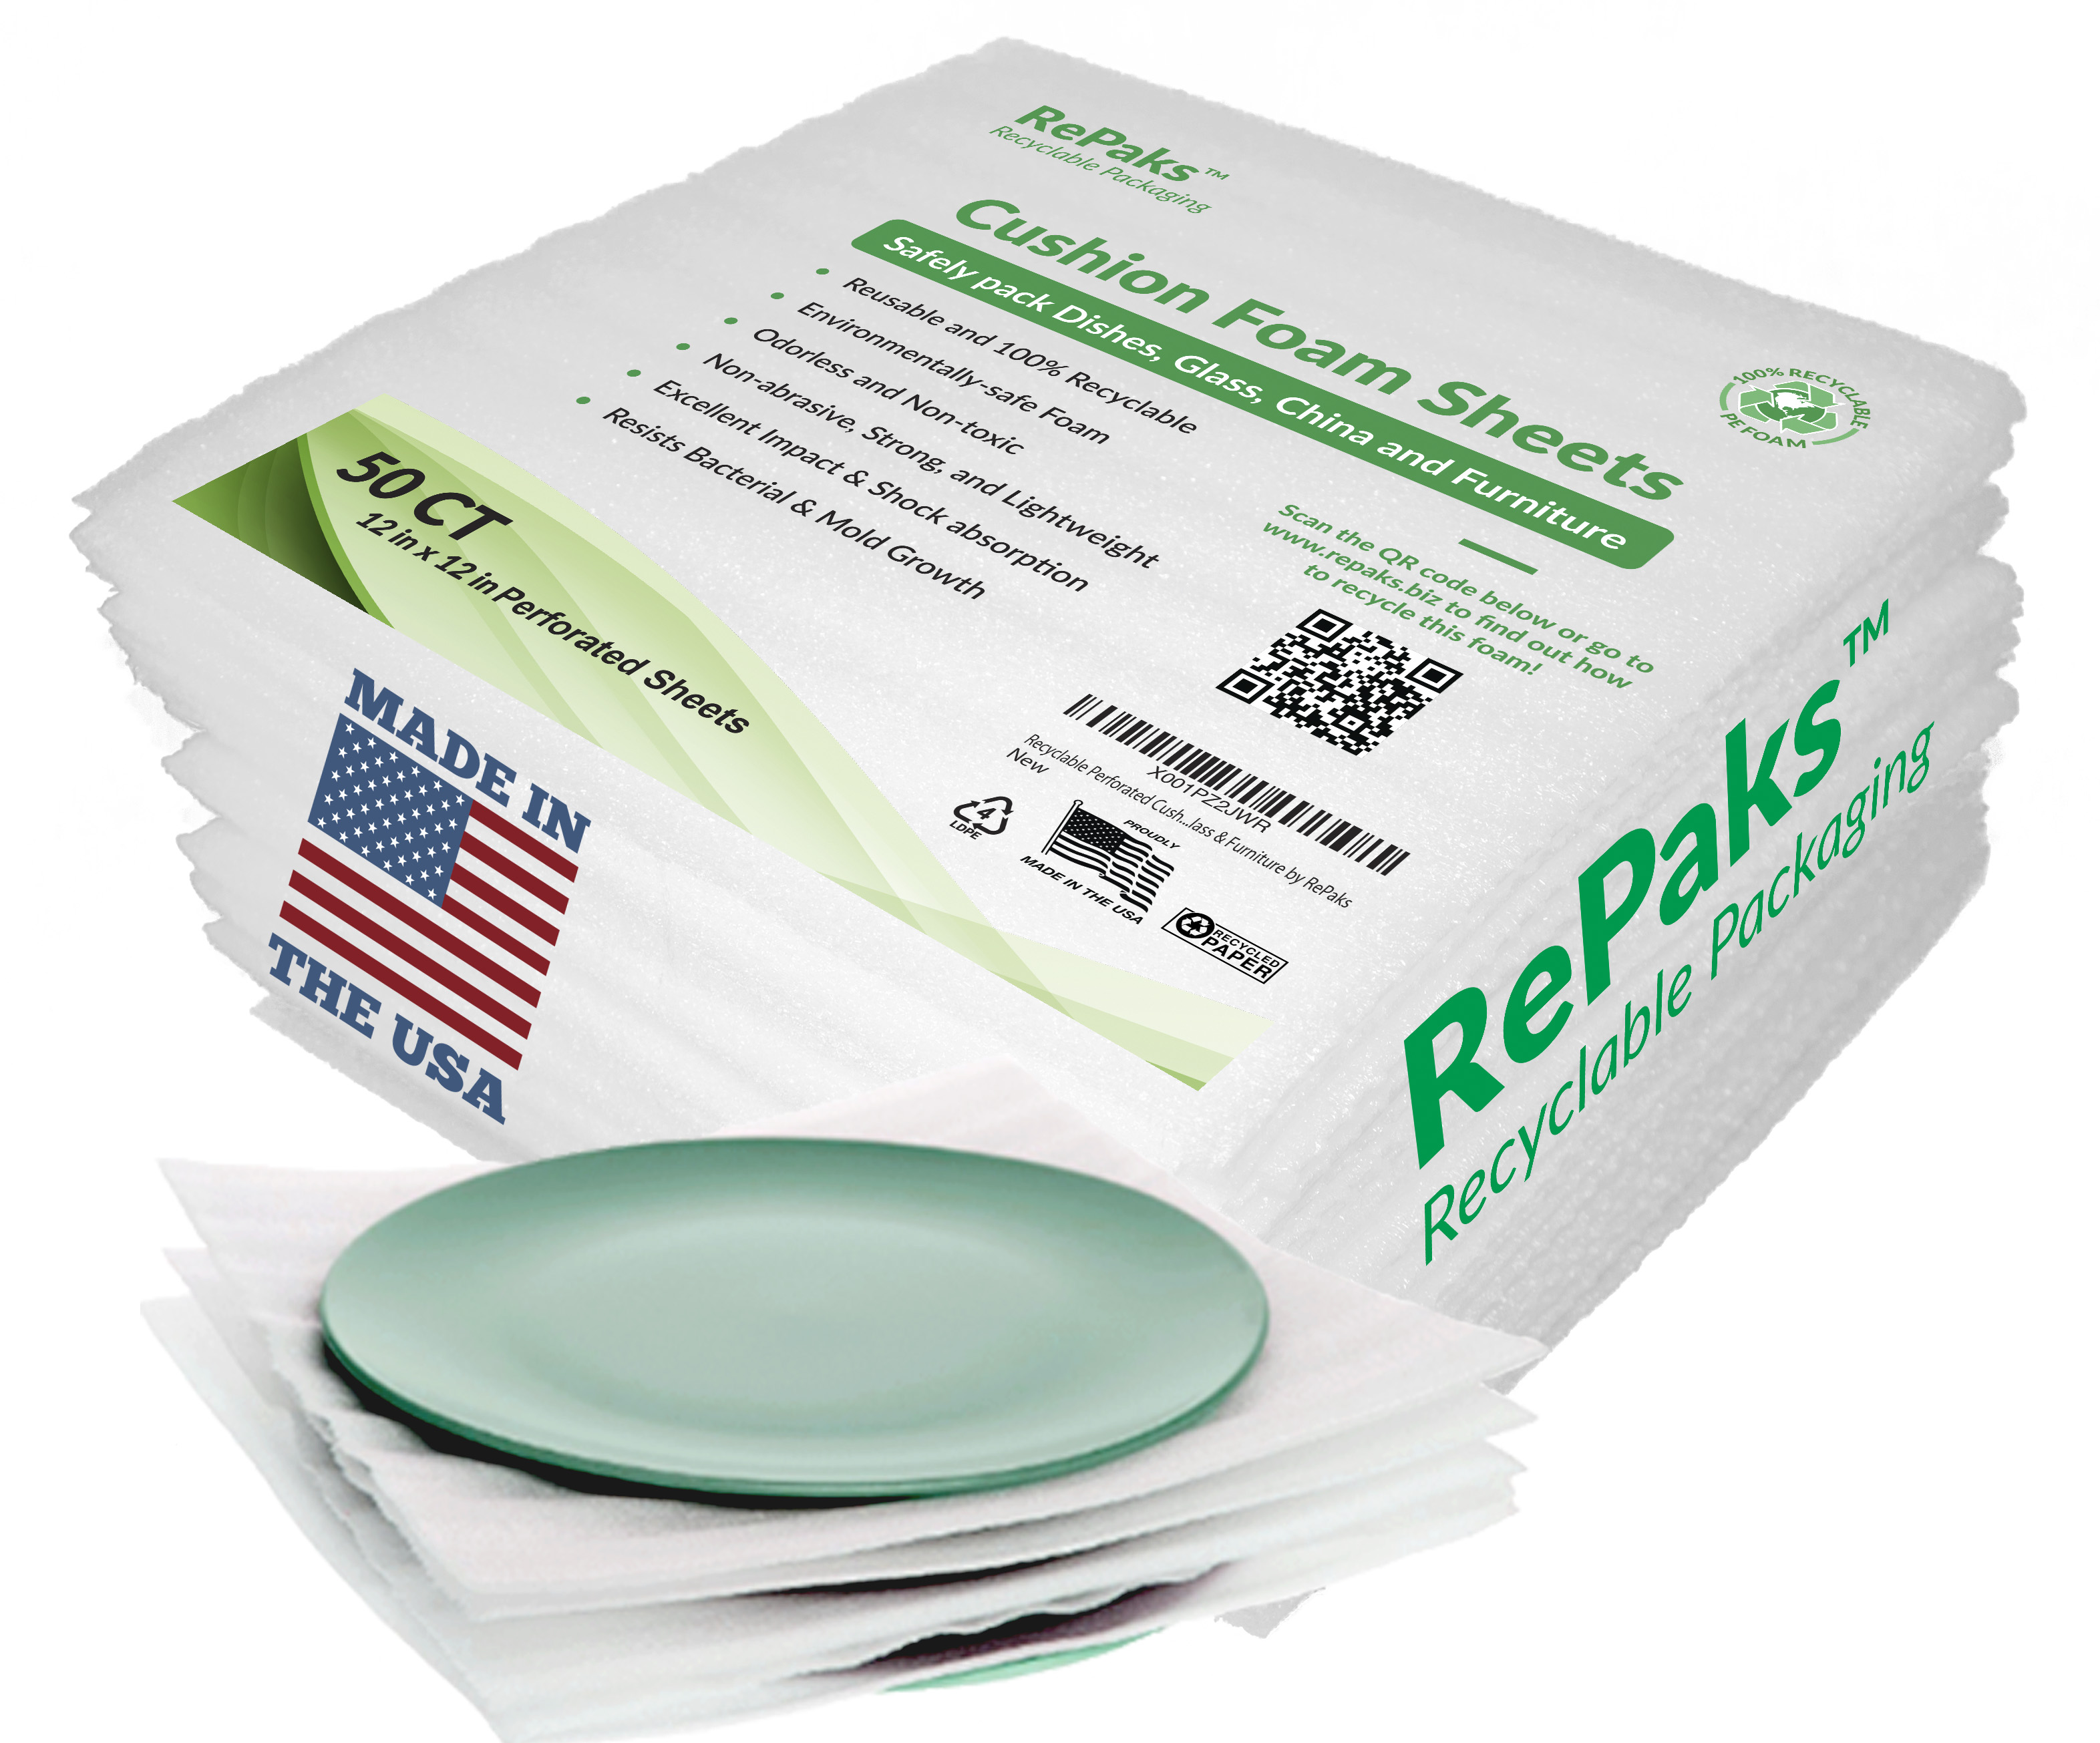 RePaks™
Recyclable Packaging
Cushion Foam Sheets
Safely pack Dishes, Glass, China and Furniture
• Reusable and 100% Recyclable
• Environmentally-safe Foam
• Odorless and Non-toxic
• Non-abrasive, Strong, and Lightweight
• Excellent Impact & Shock absorption
• Resists Bacterial & Mold Growth
100% RECYCLABLE
PE FOAM
Scan the QR code below or go to
www.repaks.biz to find out how
to recycle this foam!
50 CT
12 in x 12 in Perforated Sheets
X001PZ2JWR
Recyclable Perforated Cush...lass & Furniture by RePaks
New
4
LDPE
PROUDLY
MADE IN THE USA
RECYCLED
PAPER
MADE IN
THE USA
RePaks™
Recyclable Packaging